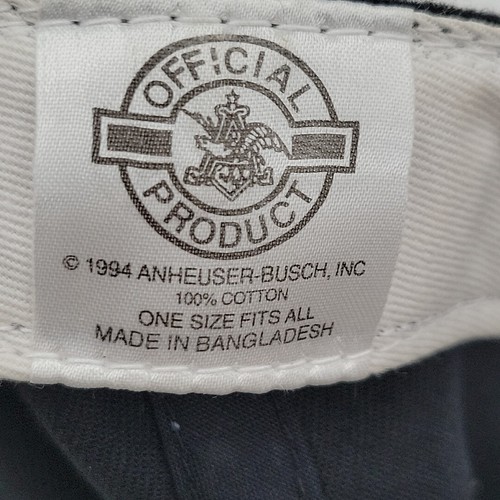 OFFICIAL
PRODUCT
© 1994 ANHEUSER-BUSCH, INC
100% COTTON
ONE SIZE FITS ALL
MADE IN BANGLADESH